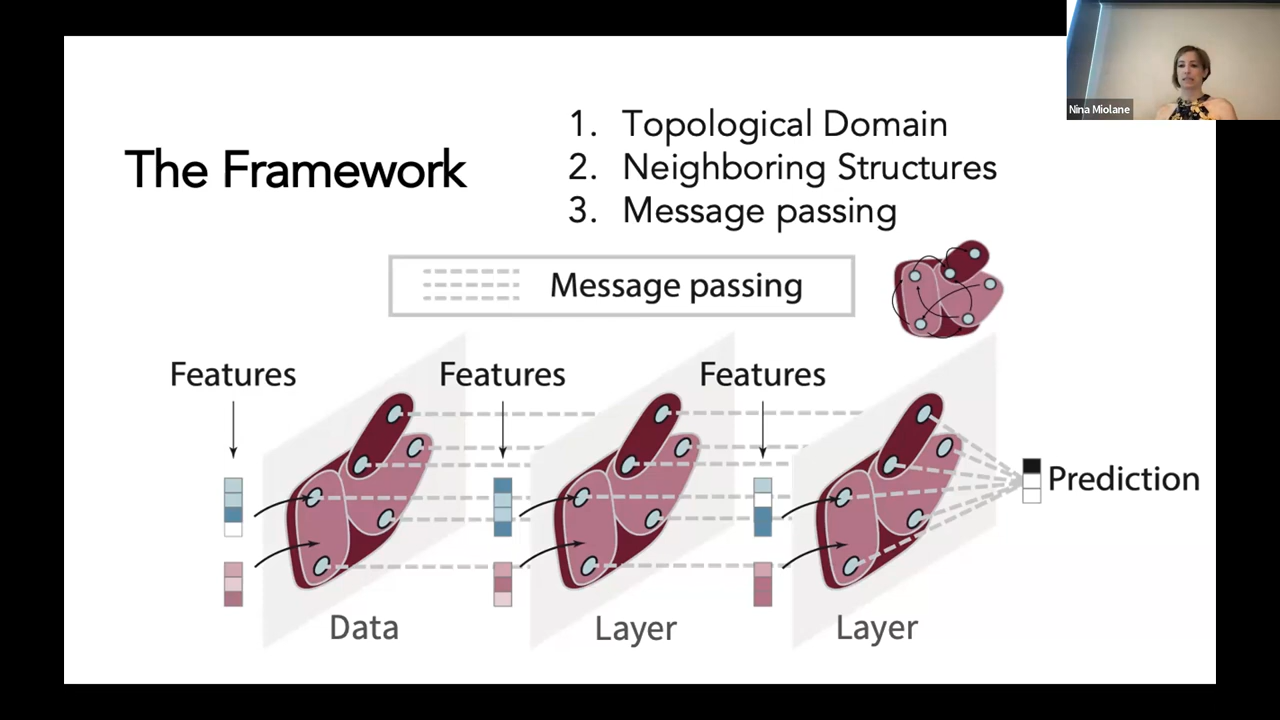 Nina Miolane
The Framework
1. Topological Domain
2. Neighboring Structures
3. Message passing
Message passing
Features
Features
Features
Prediction
Data
Layer
Layer